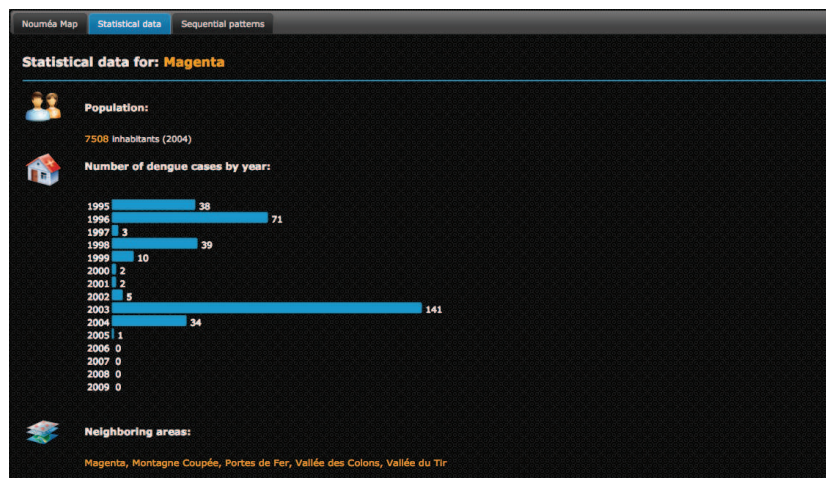 Nouméa Map Statistical data Sequential patterns
Statistical data for: Magenta
Population:
7508 inhabitants (2004)
Number of dengue cases by year:
1995 38
1996 71
1997 3
1998 39
1999 10
2000 2
2001 2
2002 5
2003 141
2004 34
2005 1
2006 0
2007 0
2008 0
2009 0
Neighboring areas:
Magenta, Montagne Coupée, Portes de Fer, Vallée des Colons, Vallée du Tir